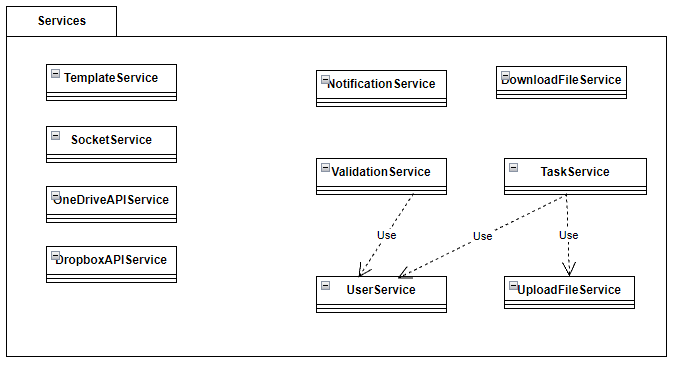 Services
TemplateService
NotificationService
DownloadFileService
SocketService
ValidationService
TaskService
OneDriveAPIService
Use
Use
Use
DropboxAPIService
UserService
UploadFileService